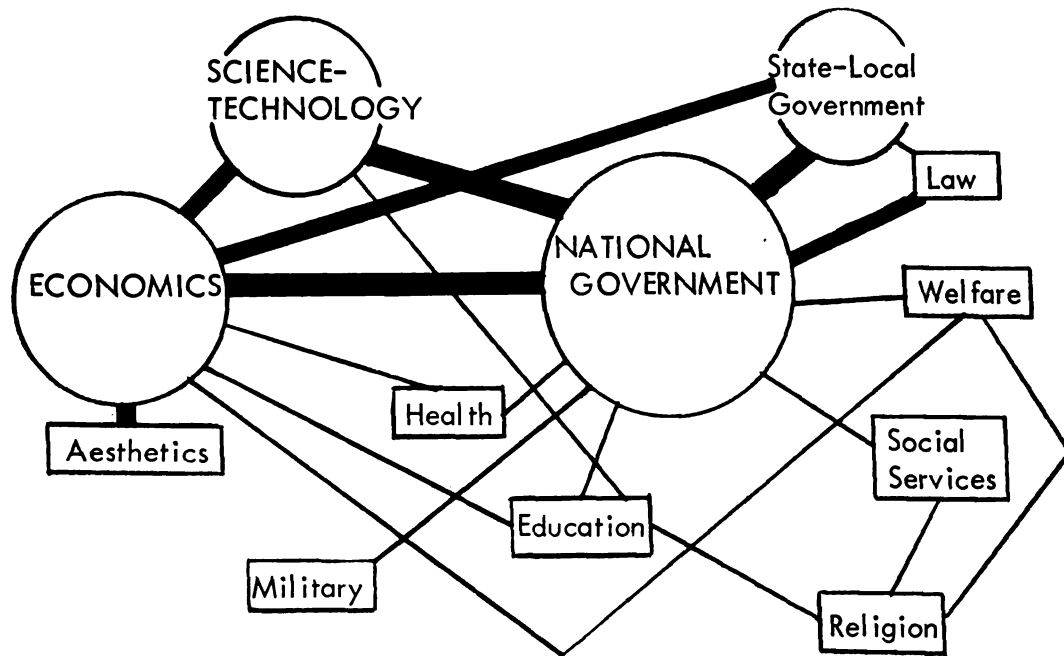 SCIENCE-
TECHNOLOGY
State-Local
Government
Law
NATIONAL
GOVERNMENT
ECONOMICS
Welfare
Health
Aesthetics
Social
Services
Education
Military
Religion